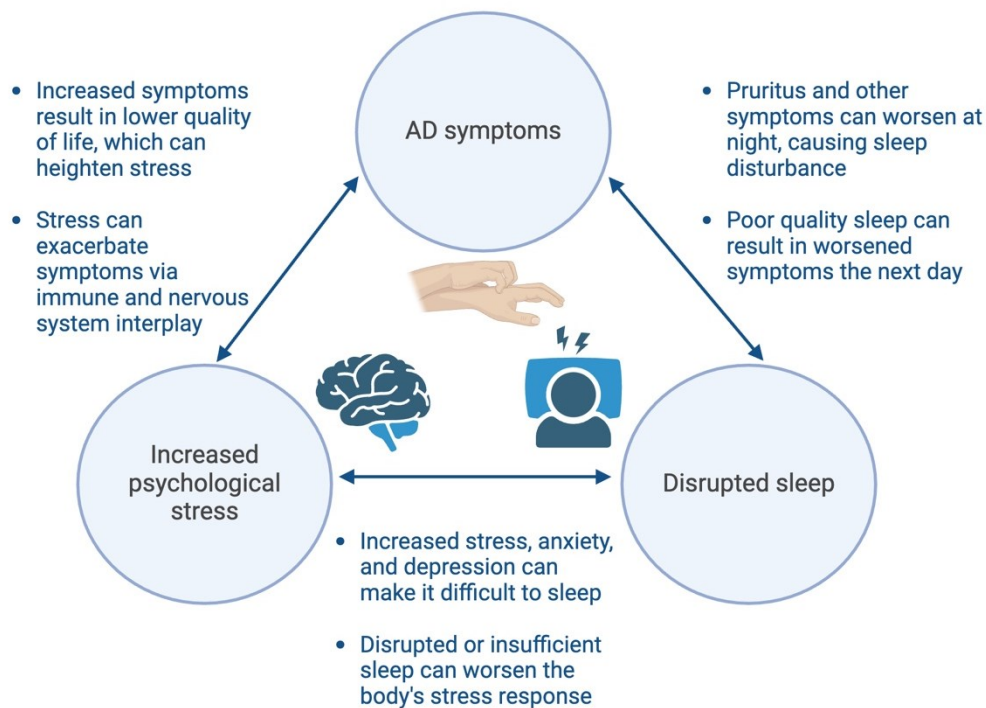 AD symptoms
• Increased symptoms
result in lower quality
of life, which can
heighten stress
• Stress can
exacerbate
symptoms via
immune and nervous
system interplay
• Pruritus and other
symptoms can worsen at
night, causing sleep
disturbance
• Poor quality sleep can
result in worsened
symptoms the next day
Increased
psychological
stress
Disrupted sleep
• Increased stress, anxiety,
and depression can
make it difficult to sleep
• Disrupted or insufficient
sleep can worsen the
body's stress response